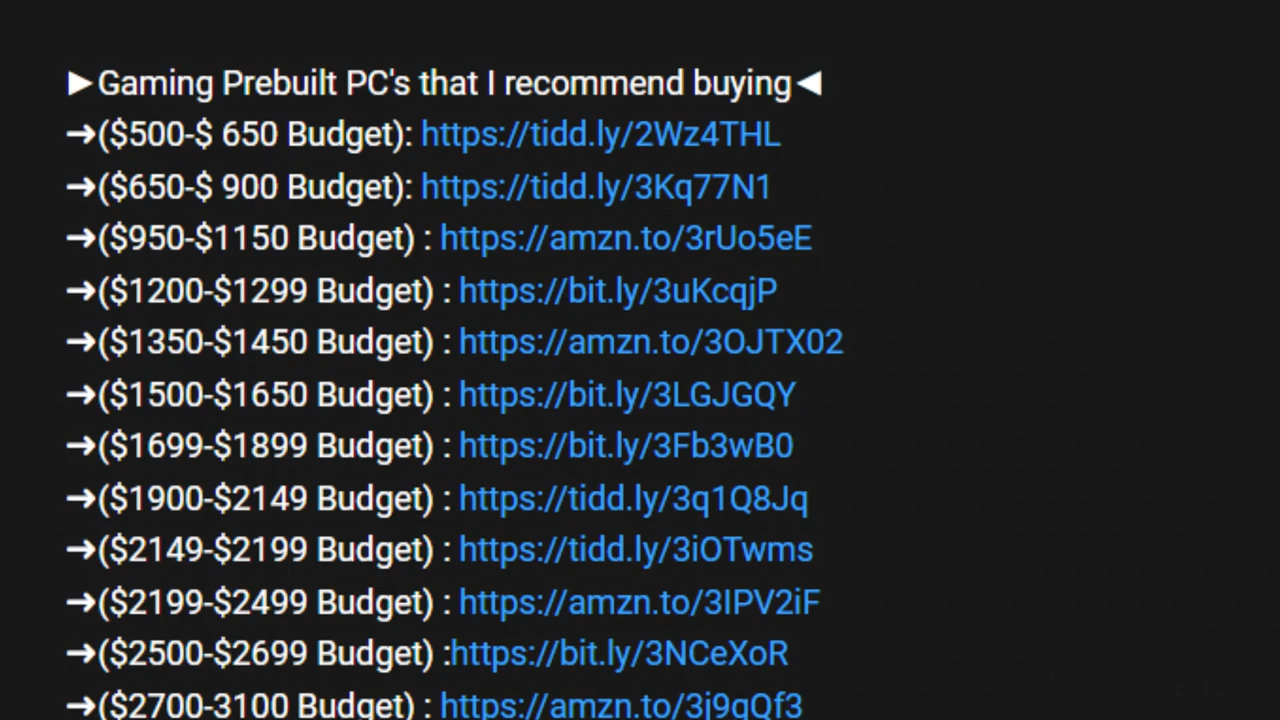 ►Gaming Prebuilt PC's that I recommend buying◄
➜($500-$ 650 Budget): https://tidd.ly/2Wz4THL
➜($650-$ 900 Budget): https://tidd.ly/3Kq77N1
➜($950-$1150 Budget) : https://amzn.to/3rUo5eE
➜($1200-$1299 Budget) : https://bit.ly/3uKcqjP
➜($1350-$1450 Budget) : https://amzn.to/3OJTX02
➜($1500-$1650 Budget) : https://bit.ly/3LGJGQY
➜($1699-$1899 Budget) : https://bit.ly/3Fb3wB0
➜($1900-$2149 Budget) : https://tidd.ly/3q1Q8Jq
➜($2149-$2199 Budget) : https://tidd.ly/3iOTwms
➜($2199-$2499 Budget) : https://amzn.to/3IPV2iF
➜($2500-$2699 Budget) :https://bit.ly/3NCeXoR
➜($2700-3100 Budget) : https://amzn.to/3j9gQf3